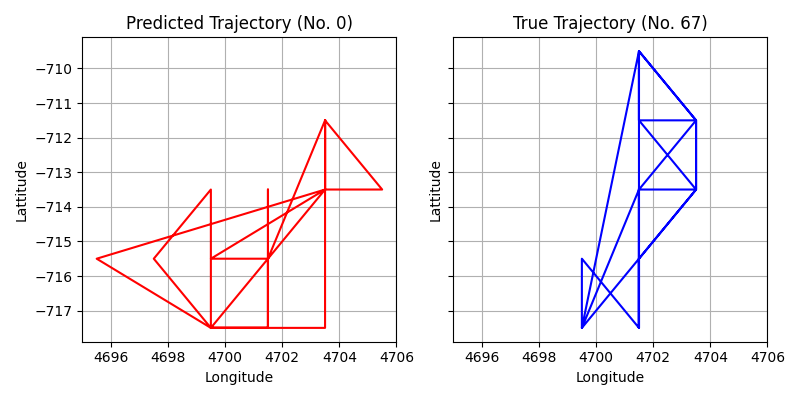 Predicted Trajectory (No. 0)
True Trajectory (No. 67)
Lattitude
−710
−711
−712
−713
−714
−715
−716
−717
4696 4698 4700 4702 4704 4706
Longitude
Lattitude
4696 4698 4700 4702 4704 4706
Longitude